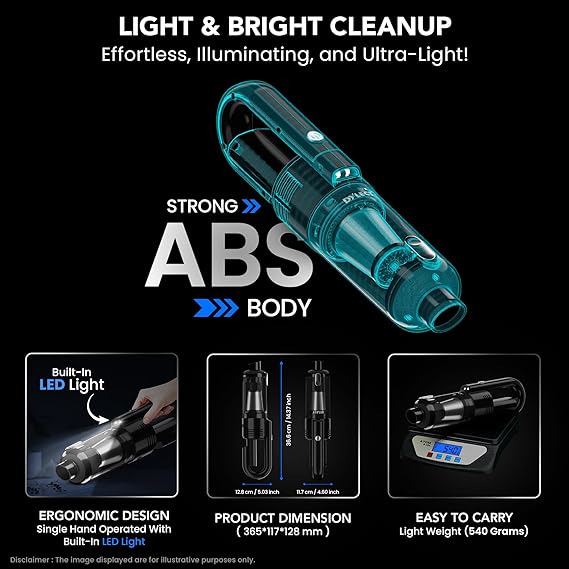 LIGHT & BRIGHT CLEANUP
Effortless, Illuminating, and Ultra-Light!
STRONG
ABS
BODY
Built-In
LED Light
36.6 cm / 14.37 inch
12.8 cm / 5.03 inch
11.7 cm / 4.60 inch
ERGONOMIC DESIGN
Single Hand Operated With
Built-In LED Light
PRODUCT DIMENSION
( 365*117*128 mm )
EASY TO CARRY
Light Weight (540 Grams)
Disclaimer : The image displayed are for illustrative purposes only.